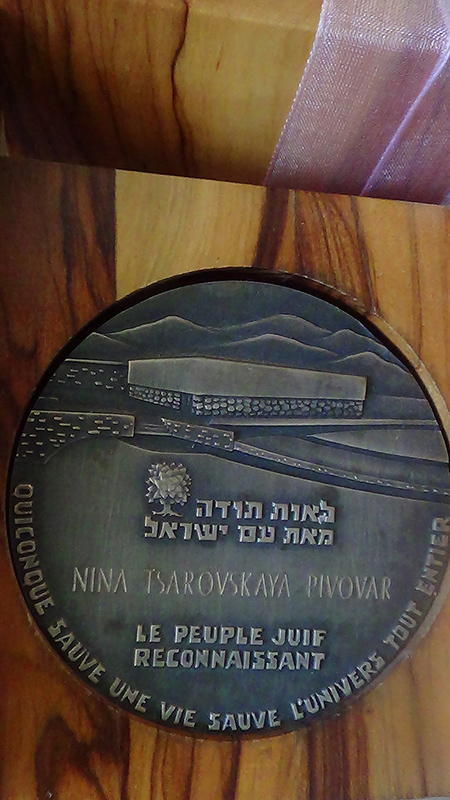 לאות תודה
מאת עם ישראל
NINA TSAROVSKAYA PIVOVAR
LE PEUPLE JUIF
RECONNAISSANT
QUICONQUE SAUVE UNE VIE SAUVE L'UNIVERS TOUT ENTIER